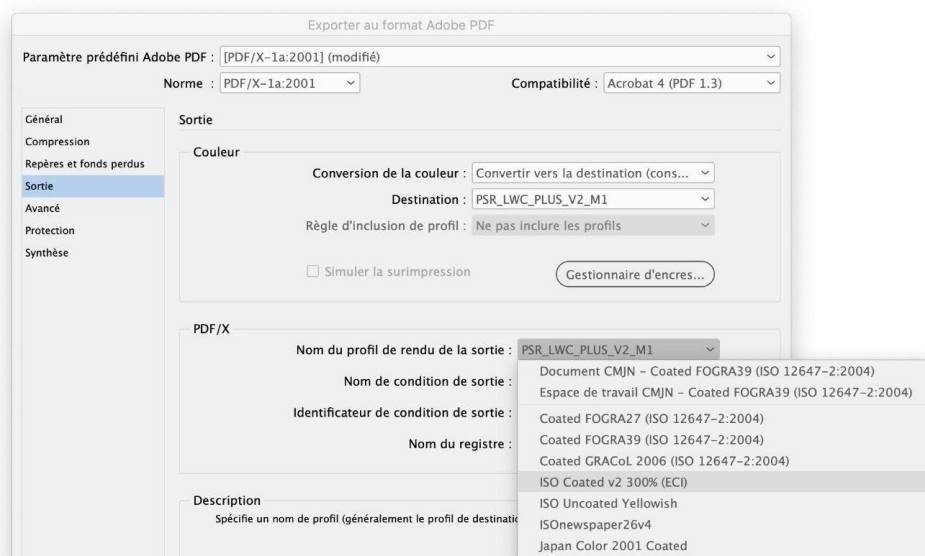 Exporter au format Adobe PDF
Paramètre prédéfini Adobe PDF : [PDF/X-1a:2001] (modifié)
Norme : PDF/X-1a:2001 Compatibilité : Acrobat 4 (PDF 1.3)
Général
Compression
Repères et fonds perdus
Sortie
Avancé
Protection
Synthèse
Sortie
Couleur
Conversion de la couleur : Convertir vers la destination (cons...
Destination : PSR_LWC_PLUS_V2_M1
Règle d'inclusion de profil : Ne pas inclure les profils
Simuler la surimpression Gestionnaire d'encres...
PDF/X
Nom du profil de rendu de la sortie : PSR_LWC_PLUS_V2_M1
Nom de condition de sortie :
Identificateur de condition de sortie :
Nom du registre :
Document CMJN - Coated FOGRA39 (ISO 12647-2:2004)
Espace de travail CMJN - Coated FOGRA39 (ISO 12647-2:2004)
Coated FOGRA27 (ISO 12647-2:2004)
Coated FOGRA39 (ISO 12647-2:2004)
Coated GRACoL 2006 (ISO 12647-2:2004)
ISO Coated v2 300% (ECI)
ISO Uncoated Yellowish
ISOnewspaper26v4
Japan Color 2001 Coated
Description
Spécifie un nom de profil (généralement le profil de